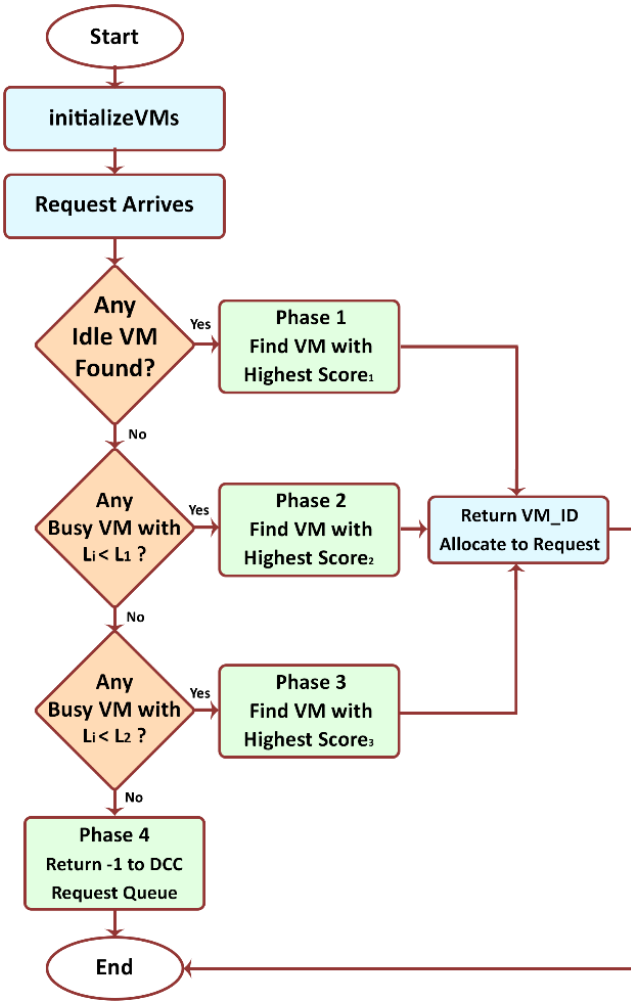 Start
initializeVMs
Request Arrives
Any
Idle VM
Found?
Yes
Phase 1
Find VM with
Highest Score₁
No
Any
Busy VM with
Lᵢ< L₁ ?
Yes
Phase 2
Find VM with
Highest Score₂
Return VM_ID
Allocate to Request
No
Any
Busy VM with
Lᵢ< L₂ ?
Yes
Phase 3
Find VM with
Highest Score₃
No
Phase 4
Return -1 to DCC
Request Queue
End